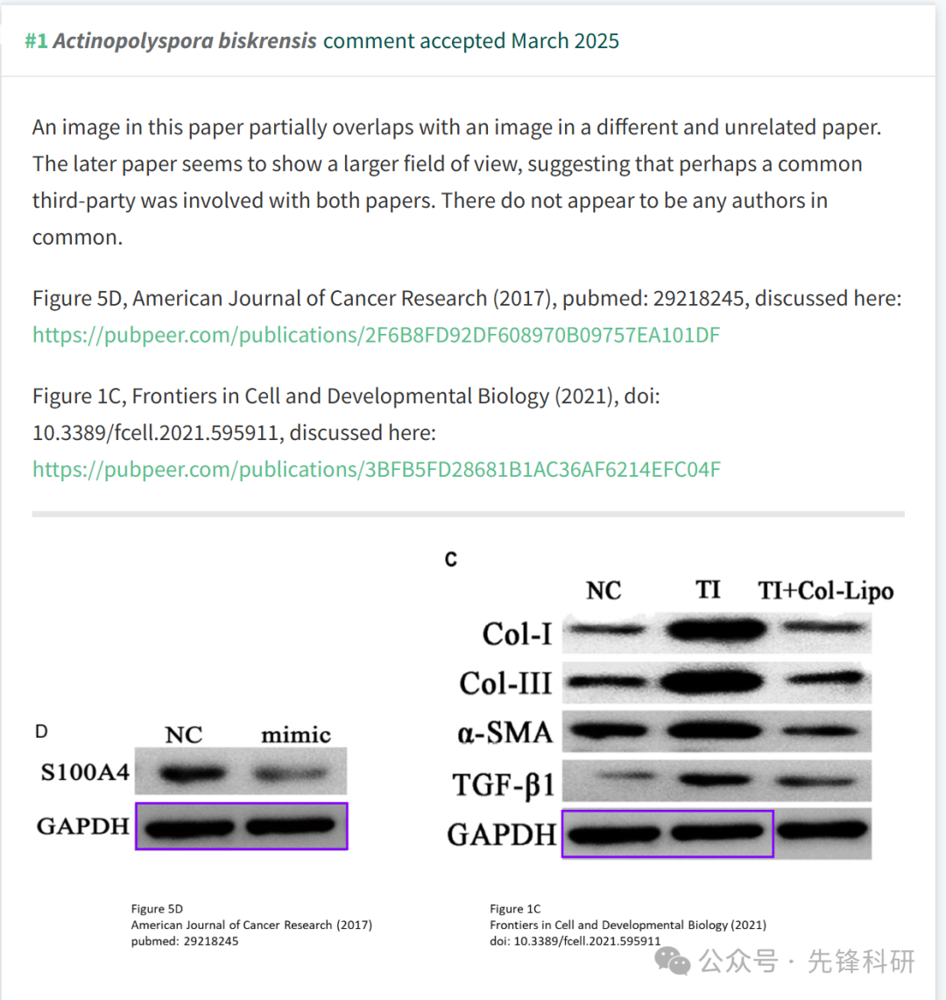 #1 Actinopolyspora biskrensis comment accepted March 2025
An image in this paper partially overlaps with an image in a different and unrelated paper.
The later paper seems to show a larger field of view, suggesting that perhaps a common
third-party was involved with both papers. There do not appear to be any authors in
common.
Figure 5D, American Journal of Cancer Research (2017), pubmed: 29218245, discussed here:
https://pubpeer.com/publications/2F6B8FD92DF608970B09757EA101DF
Figure 1C, Frontiers in Cell and Developmental Biology (2021), doi:
10.3389/fcell.2021.595911, discussed here:
https://pubpeer.com/publications/3BFB5FD28681B1AC36AF6214EFC04F
D
NC mimic
S100A4
GAPDH
Figure 5D
American Journal of Cancer Research (2017)
pubmed: 29218245
C
NC TI TI+Col-Lipo
Col-I
Col-III
α-SMA
TGF-β1
GAPDH
Figure 1C
Frontiers in Cell and Developmental Biology (2021)
doi: 10.3389/fcell.2021.595911
公众号 · 先锋科研